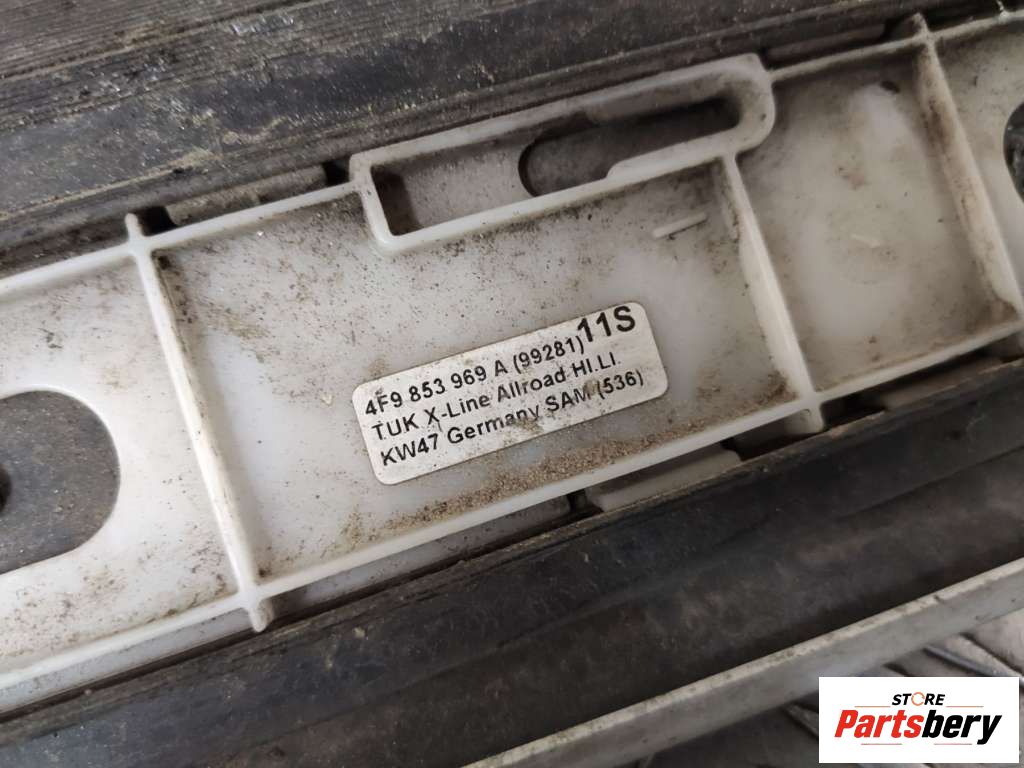 4F9 853 969 A (99281) 11S
TUK X-Line Allroad HI.LI.
KW47 Germany SAM (536)
STORE
Partsbery